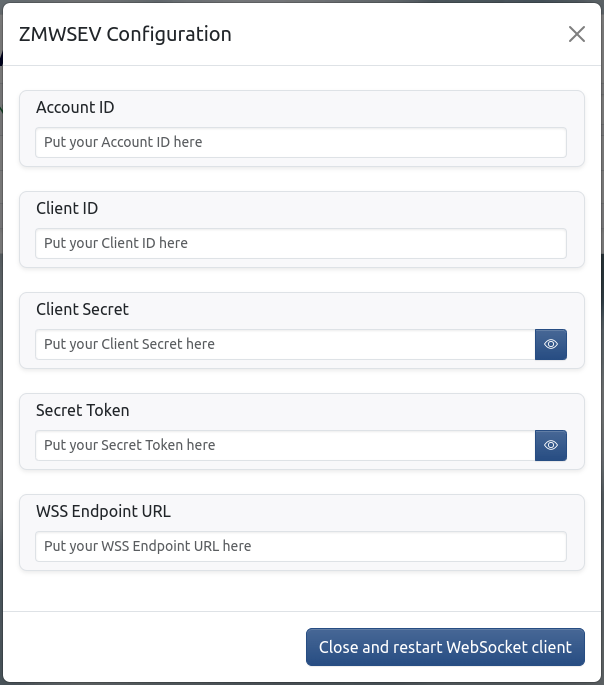 ZMWSEV Configuration
Account ID
Put your Account ID here
Client ID
Put your Client ID here
Client Secret
Put your Client Secret here
Secret Token
Put your Secret Token here
WSS Endpoint URL
Put your WSS Endpoint URL here
Close and restart WebSocket client